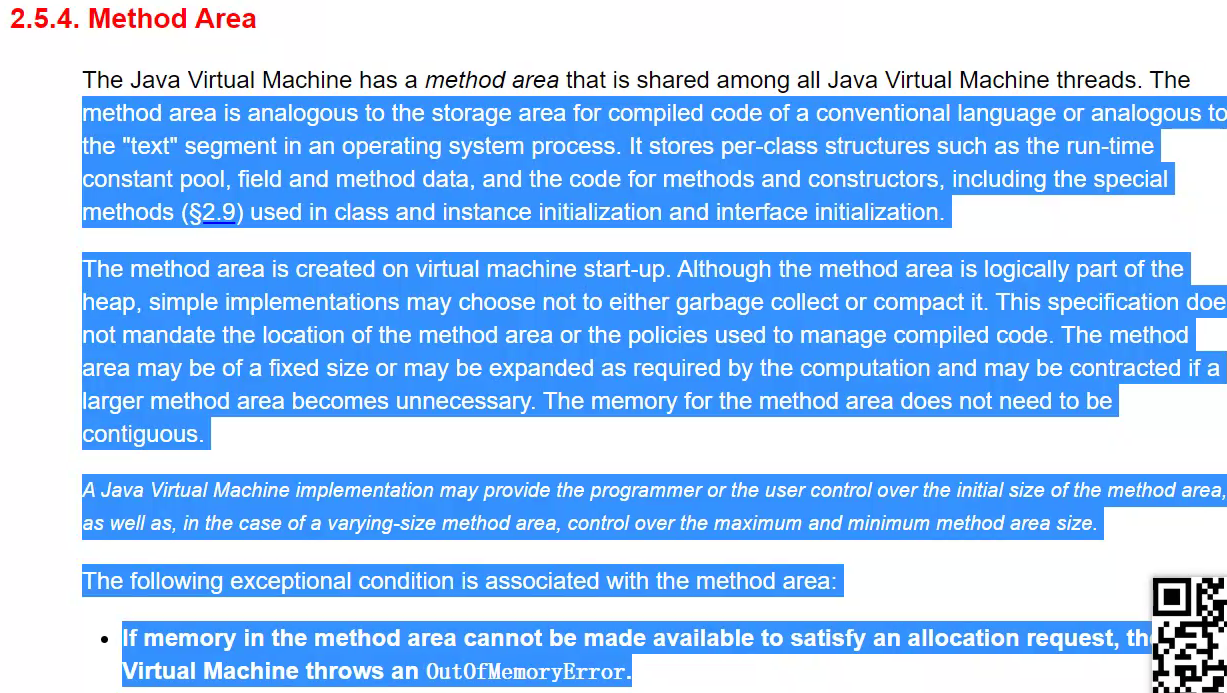 2.5.4. Method Area
The Java Virtual Machine has a method area that is shared among all Java Virtual Machine threads. The
method area is analogous to the storage area for compiled code of a conventional language or analogous to
the "text" segment in an operating system process. It stores per-class structures such as the run-time
constant pool, field and method data, and the code for methods and constructors, including the special
methods (§2.9) used in class and instance initialization and interface initialization.
The method area is created on virtual machine start-up. Although the method area is logically part of the
heap, simple implementations may choose not to either garbage collect or compact it. This specification doe
not mandate the location of the method area or the policies used to manage compiled code. The method
area may be of a fixed size or may be expanded as required by the computation and may be contracted if a
larger method area becomes unnecessary. The memory for the method area does not need to be
contiguous.
A Java Virtual Machine implementation may provide the programmer or the user control over the initial size of the method area,
as well as, in the case of a varying-size method area, control over the maximum and minimum method area size.
The following exceptional condition is associated with the method area:
• If memory in the method area cannot be made available to satisfy an allocation request,
Virtual Machine throws an OutOfMemoryError.